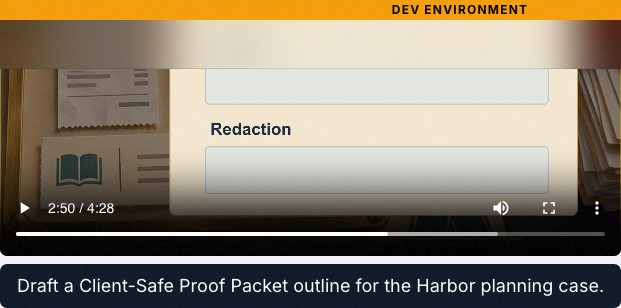 DEV ENVIRONMENT
Redaction
2:50 / 4:28
Draft a Client-Safe Proof Packet outline for the Harbor planning case.